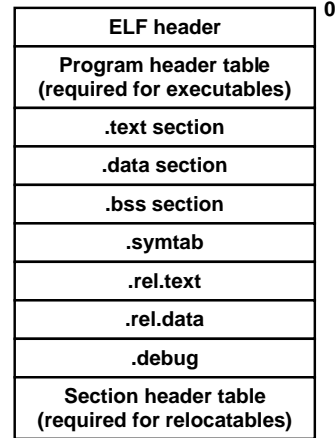 0
ELF header
Program header table
(required for executables)
.text section
.data section
.bss section
.symtab
.rel.text
.rel.data
.debug
Section header table
(required for relocatables)